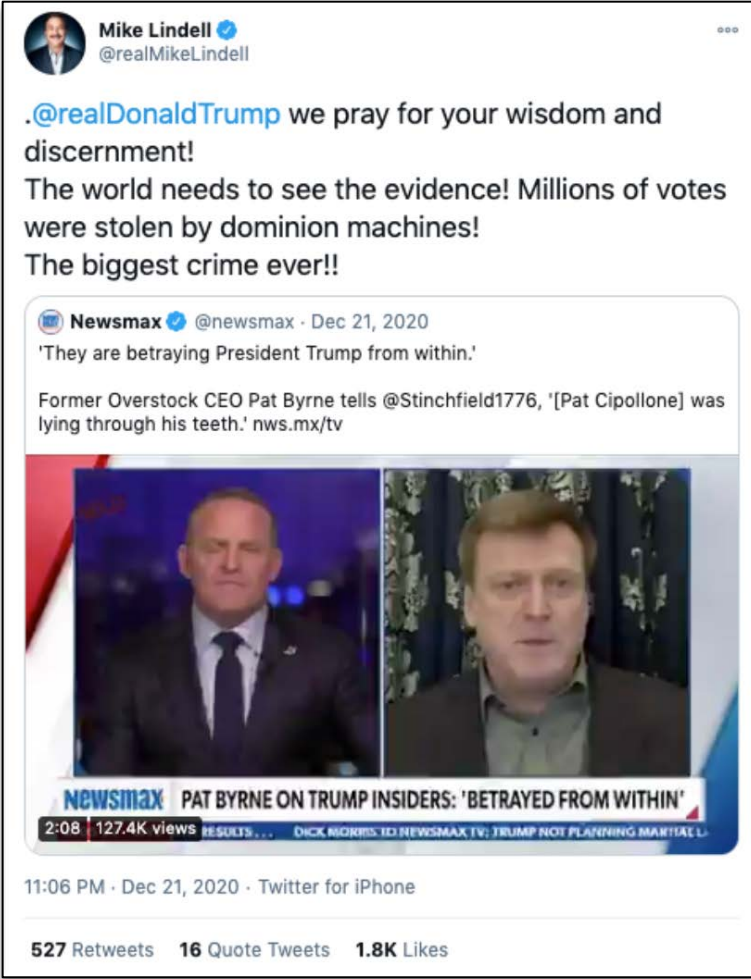 Mike Lindell
@realMikeLindell
.@realDonaldTrump we pray for your wisdom and
discernment!
The world needs to see the evidence! Millions of votes
were stolen by dominion machines!
The biggest crime ever!!
Newsmax @newsmax · Dec 21, 2020
'They are betraying President Trump from within.'
Former Overstock CEO Pat Byrne tells @Stinchfield1776, '[Pat Cipollone] was
lying through his teeth.' nws.mx/tv
newsmax PAT BYRNE ON TRUMP INSIDERS: 'BETRAYED FROM WITHIN'
2:08 127.4K views RESULTS... DICK MORRIS TO NEWSMAX TV: TRUMP NOT PLANNING MARTIAL L
11:06 PM · Dec 21, 2020 · Twitter for iPhone
527 Retweets 16 Quote Tweets 1.8K Likes